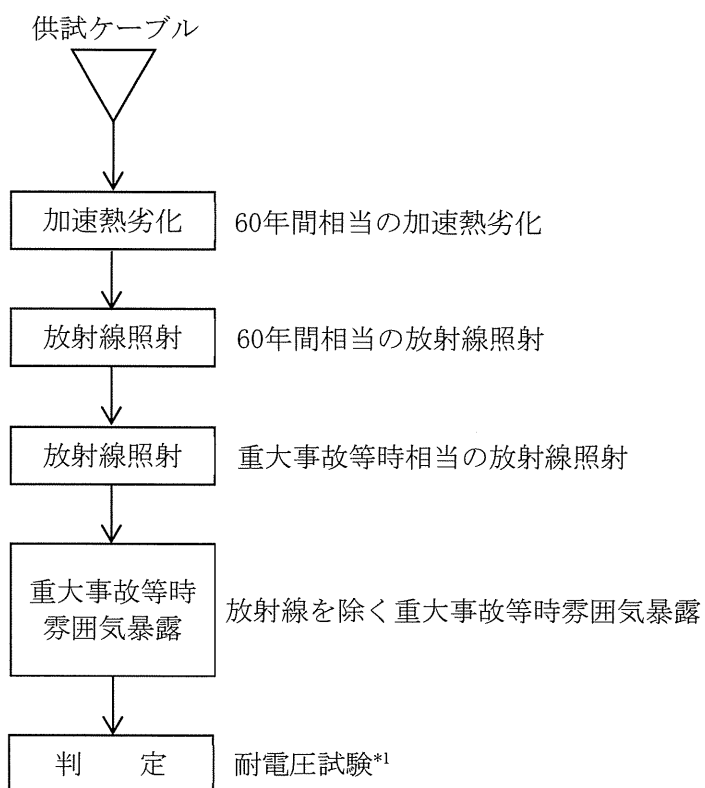 供試ケーブル
加速熱劣化 60年間相当の加速熱劣化
放射線照射 60年間相当の放射線照射
放射線照射 重大事故等時相当の放射線照射
重大事故等時
雰囲気暴露
放射線を除く重大事故等時雰囲気暴露
判 定 耐電圧試験*1